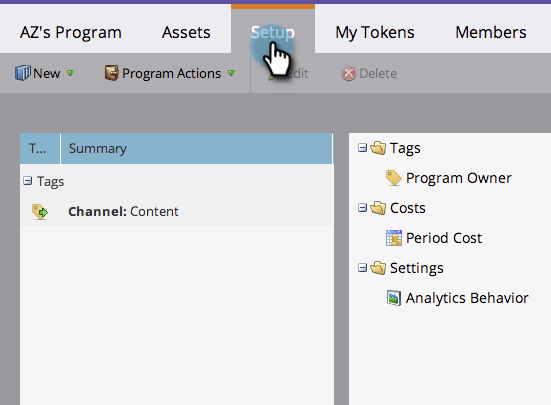 AZ's Program Assets Setup My Tokens Members
New Program Actions Edit Delete
T... Summary
Tags
Channel: Content
Tags
Program Owner
Costs
Period Cost
Settings
Analytics Behavior